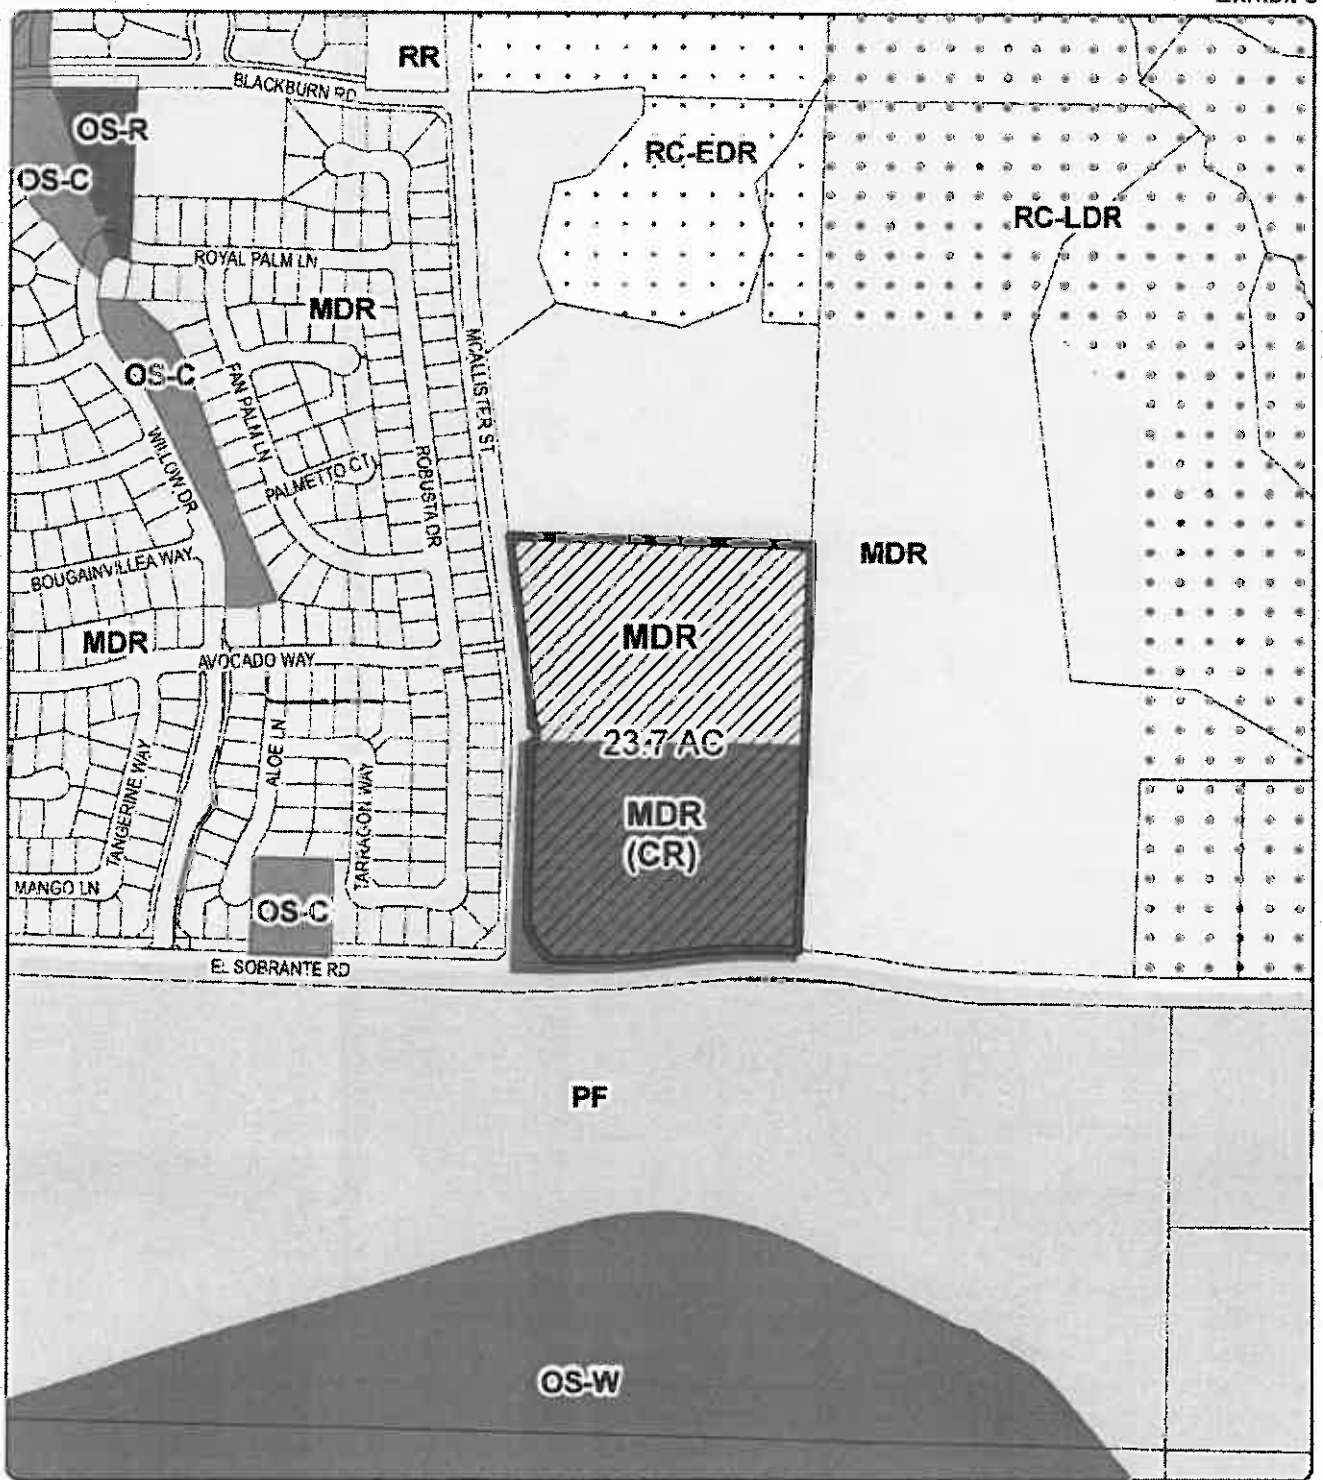 RR
BLACKBURN RD
OS-R
OS-C
RC-EDR
RC-LDR
ROYAL PALM LN
MDR
OS-C
FAN PALM LN
MCALLISTER ST
WILLOW DR
PALMETTO CT
ROBUSTA DR
BOUGAINVILLEA WAY
MDR
MDR
MDR
AVOCADO WAY
23.7 AC
ALOE LN
TANGERINE WAY
TARRAGON WAY
MDR
(CR)
MANGO LN
OS-C
EL SOBRANTE RD
PF
OS-W